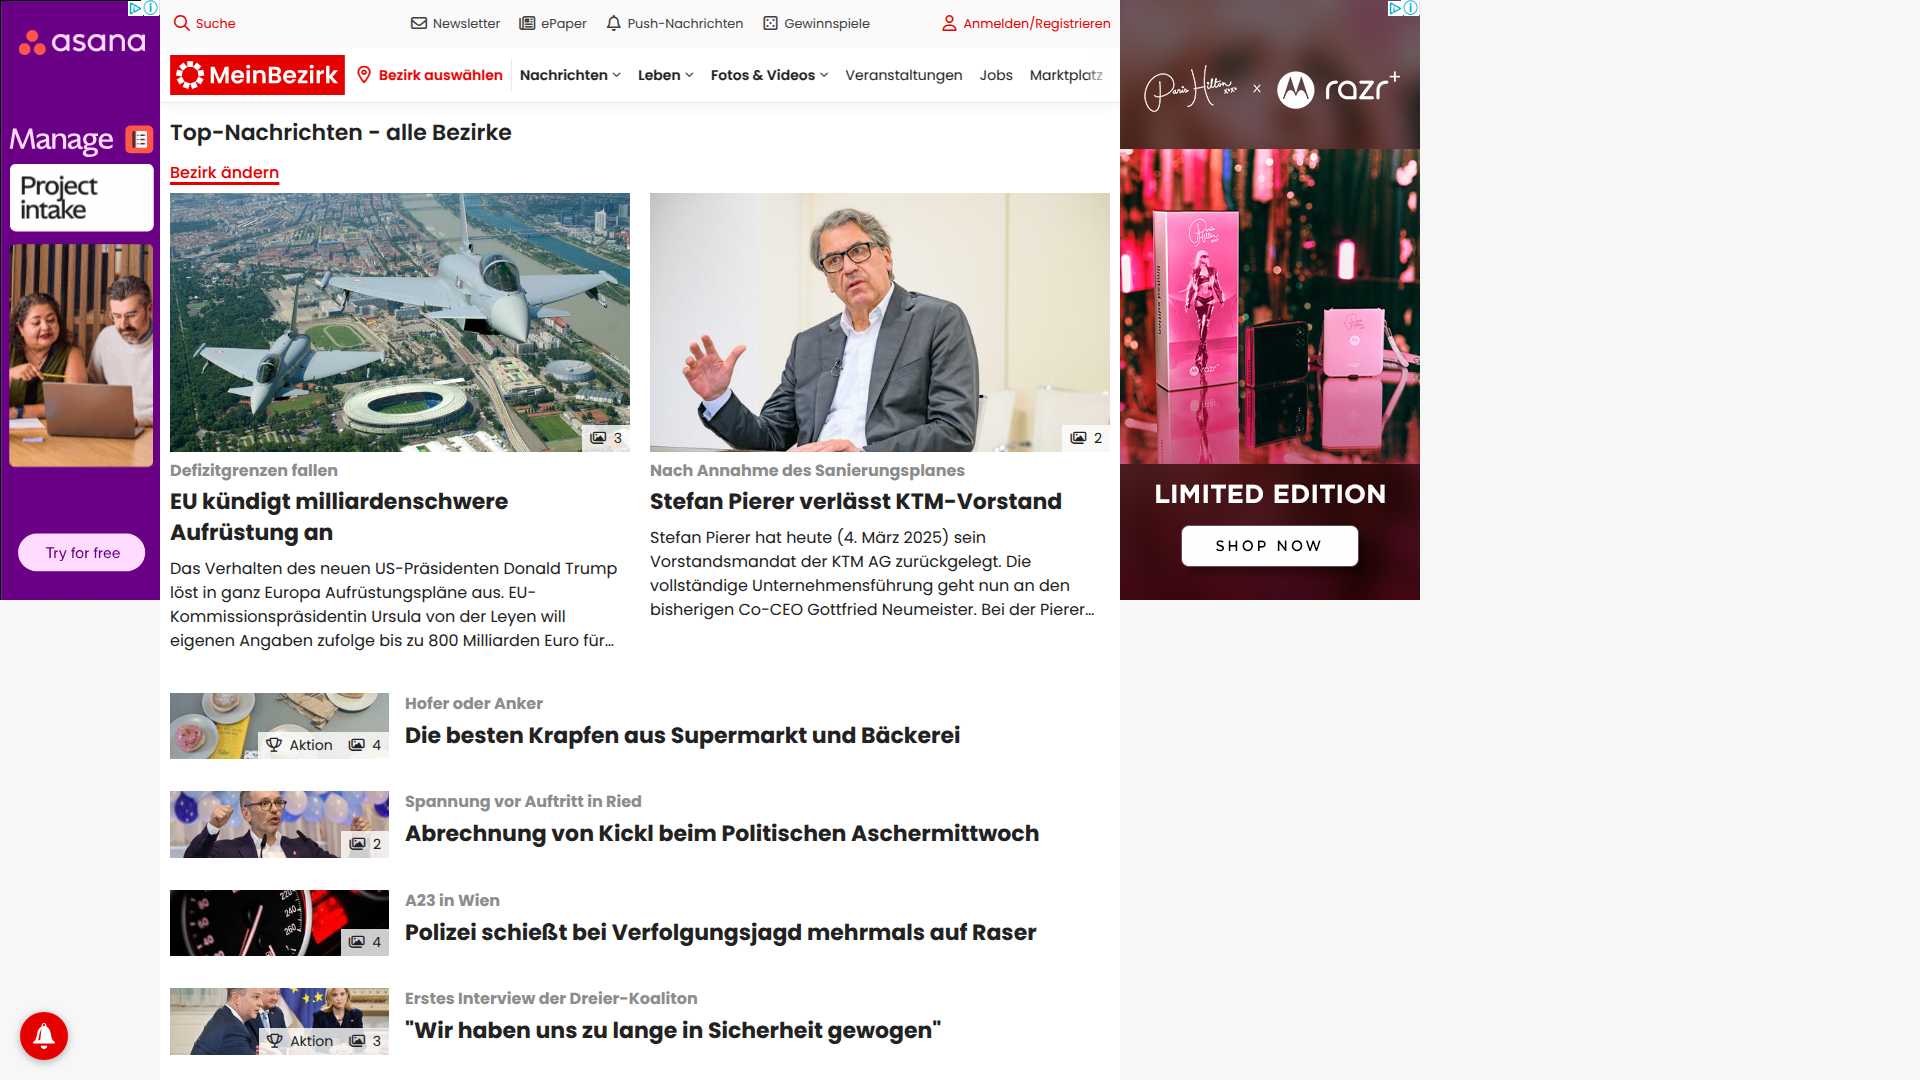 asana
Manage
Project
intake
Try for free
Suche
Newsletter
ePaper
Push-Nachrichten
Gewinnspiele
Anmelden/Registrieren
MeinBezirk
Bezirk auswählen
Nachrichten
Leben
Fotos & Videos
Veranstaltungen
Jobs
Marktplatz
Top-Nachrichten - alle Bezirke
Bezirk ändern
3
Defizitgrenzen fallen
EU kündigt milliardenschwere
Aufrüstung an
Das Verhalten des neuen US-Präsidenten Donald Trump
löst in ganz Europa Aufrüstungspläne aus. EU-
Kommissionspräsidentin Ursula von der Leyen will
eigenen Angaben zufolge bis zu 800 Milliarden Euro für...
2
Nach Annahme des Sanierungsplanes
Stefan Pierer verlässt KTM-Vorstand
Stefan Pierer hat heute (4. März 2025) sein
Vorstandsmandat der KTM AG zurückgelegt. Die
vollständige Unternehmensführung geht nun an den
bisherigen Co-CEO Gottfried Neumeister. Bei der Pierer...
Aktion 4
Hofer oder Anker
Die besten Krapfen aus Supermarkt und Bäckerei
2
Spannung vor Auftritt in Ried
Abrechnung von Kickl beim Politischen Aschermittwoch
220
240
260
4
A23 in Wien
Polizei schießt bei Verfolgungsjagd mehrmals auf Raser
Aktion 3
Erstes Interview der Dreier-Koaliton
"Wir haben uns zu lange in Sicherheit gewogen"
Paris Hilton x razr+
LIMITED EDITION
SHOP NOW